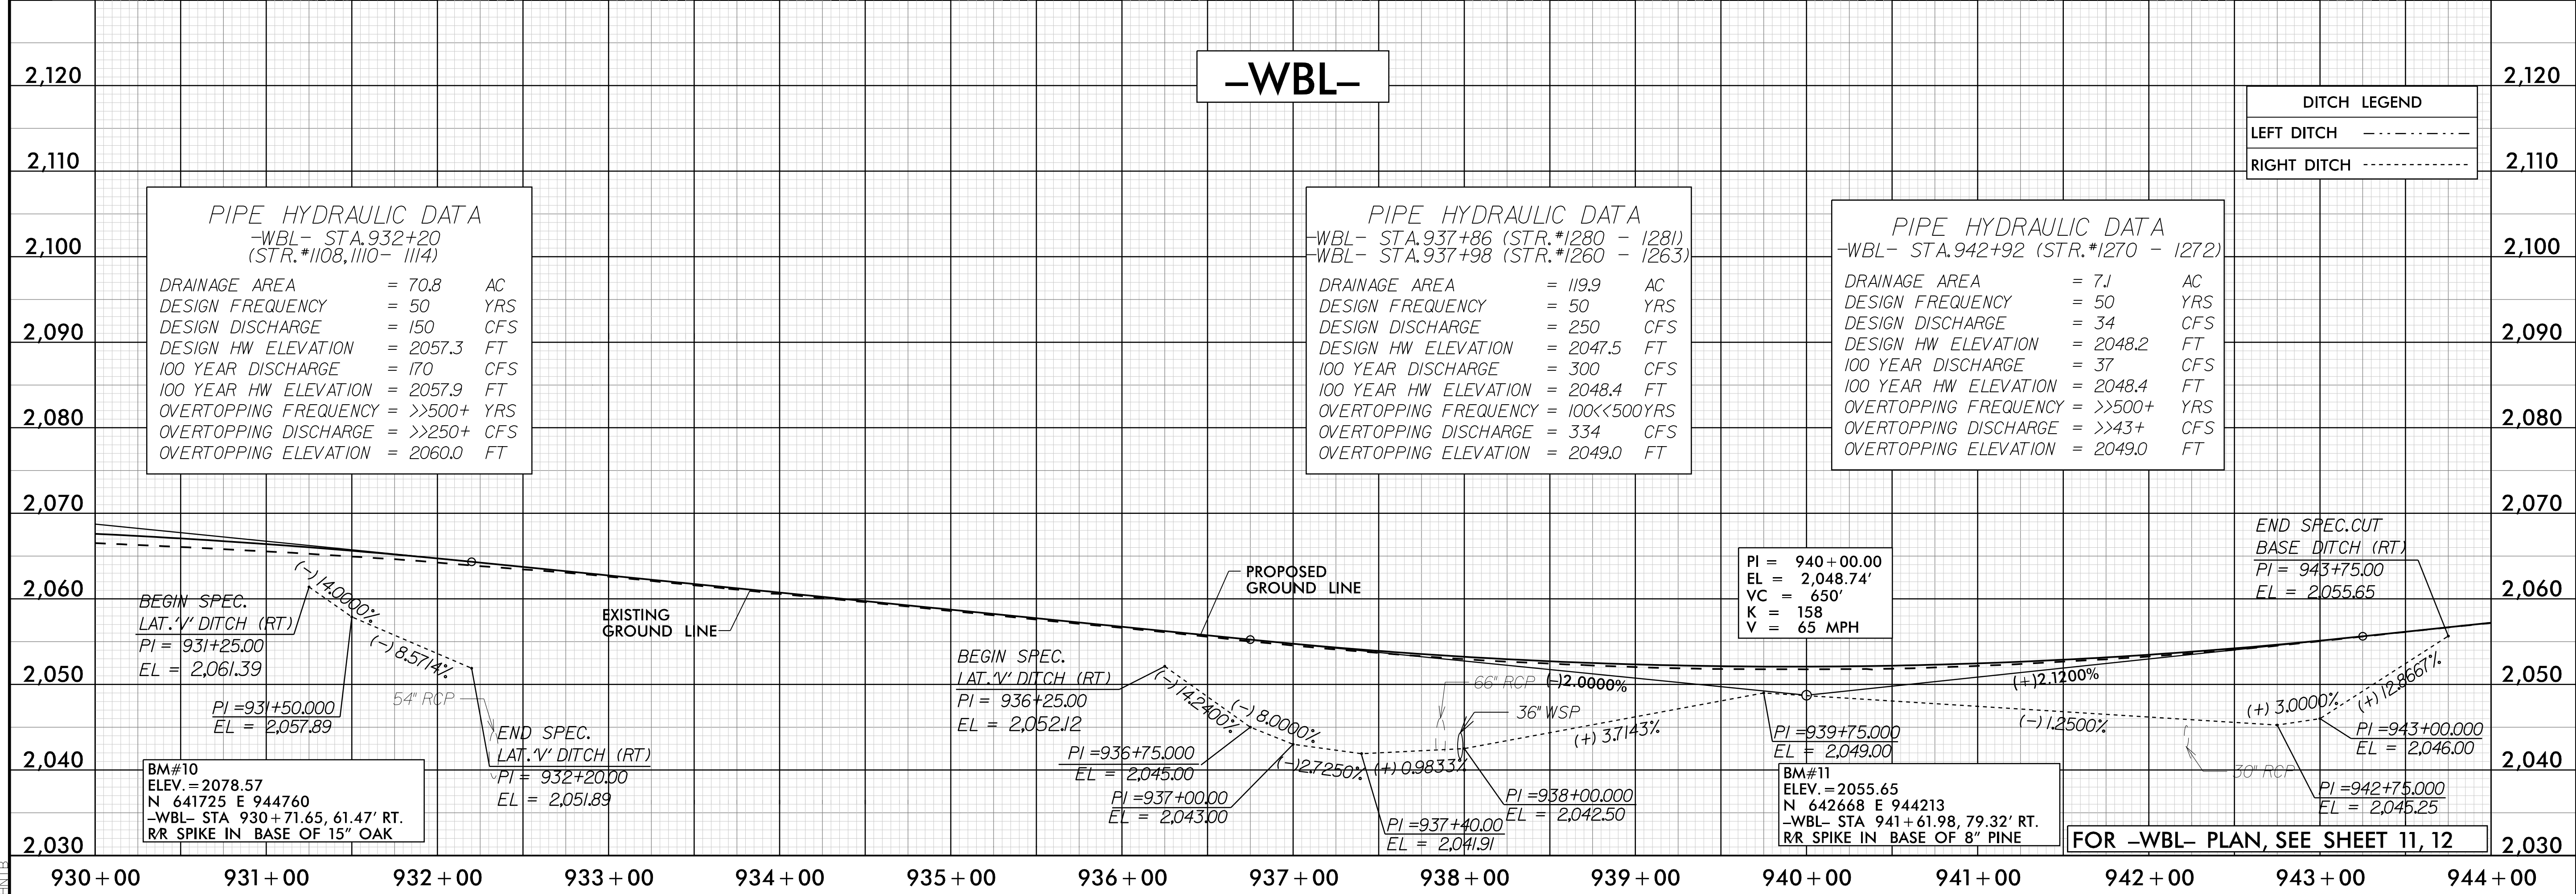 –WBL–
2,120
2,110
2,100
2,090
2,080
2,070
2,060
2,050
2,040
2,030
2,120
2,110
2,100
2,090
2,080
2,070
2,060
2,050
2,040
2,030
DITCH LEGEND
LEFT DITCH
RIGHT DITCH
PIPE HYDRAULIC DATA
-WBL- STA.932+20
(STR.#1108,1110- 1114)
DRAINAGE AREA = 70.8 AC
DESIGN FREQUENCY = 50 YRS
DESIGN DISCHARGE = 150 CFS
DESIGN HW ELEVATION = 2057.3 FT
100 YEAR DISCHARGE = 170 CFS
100 YEAR HW ELEVATION = 2057.9 FT
OVERTOPPING FREQUENCY = >>500+ YRS
OVERTOPPING DISCHARGE = >>250+ CFS
OVERTOPPING ELEVATION = 2060.0 FT
PIPE HYDRAULIC DATA
-WBL- STA.937+86 (STR.#1280 - 1281)
-WBL- STA.937+98 (STR.#1260 - 1263)
DRAINAGE AREA = 119.9 AC
DESIGN FREQUENCY = 50 YRS
DESIGN DISCHARGE = 250 CFS
DESIGN HW ELEVATION = 2047.5 FT
100 YEAR DISCHARGE = 300 CFS
100 YEAR HW ELEVATION = 2048.4 FT
OVERTOPPING FREQUENCY = 100<<500YRS
OVERTOPPING DISCHARGE = 334 CFS
OVERTOPPING ELEVATION = 2049.0 FT
PIPE HYDRAULIC DATA
-WBL- STA.942+92 (STR.#1270 - 1272)
DRAINAGE AREA = 7.1 AC
DESIGN FREQUENCY = 50 YRS
DESIGN DISCHARGE = 34 CFS
DESIGN HW ELEVATION = 2048.2 FT
100 YEAR DISCHARGE = 37 CFS
100 YEAR HW ELEVATION = 2048.4 FT
OVERTOPPING FREQUENCY = >>500+ YRS
OVERTOPPING DISCHARGE = >>43+ CFS
OVERTOPPING ELEVATION = 2049.0 FT
BEGIN SPEC.
LAT.'V' DITCH (RT)
PI = 931+25.00
EL = 2,061.39
(-)14.0000%
(-)8.5714%
PI =931+50.000
EL = 2,057.89
54" RCP
END SPEC.
LAT.'V' DITCH (RT)
PI = 932+20.00
EL = 2,051.89
BM#10
ELEV.=2078.57
N 641725 E 944760
–WBL– STA 930+71.65, 61.47' RT.
R/R SPIKE IN BASE OF 15" OAK
EXISTING
GROUND LINE
PROPOSED
GROUND LINE
BEGIN SPEC.
LAT.'V' DITCH (RT)
PI = 936+25.00
EL = 2,052.12
(-)14.2400%
(-)8.0000%
PI =936+75.000
EL = 2,045.00
PI =937+00.00
EL = 2,043.00
(-)2.7250%
(+) 0.9833%
PI =937+40.00
EL = 2,041.91
66" RCP
(-)2.0000%
36" WSP
(+) 3.7143%
PI =938+00.000
EL = 2,042.50
PI = 940+00.00
EL = 2,048.74'
VC = 650'
K = 158
V = 65 MPH
PI =939+75.000
EL = 2,049.00
(+)2.1200%
(-)1.2500%
BM#11
ELEV.=2055.65
N 642668 E 944213
–WBL– STA 941+61.98, 79.32' RT.
R/R SPIKE IN BASE OF 8" PINE
END SPEC.CUT
BASE DITCH (RT)
PI = 943+75.00
EL = 2,055.65
(+) 3.0000%
(+) 12.8667%
PI =943+00.000
EL = 2,046.00
30" RCP
PI =942+75.000
EL = 2,045.25
FOR –WBL– PLAN, SEE SHEET 11, 12
930+00 931+00 932+00 933+00 934+00 935+00 936+00 937+00 938+00 939+00 940+00 941+00 942+00 943+00 944+00